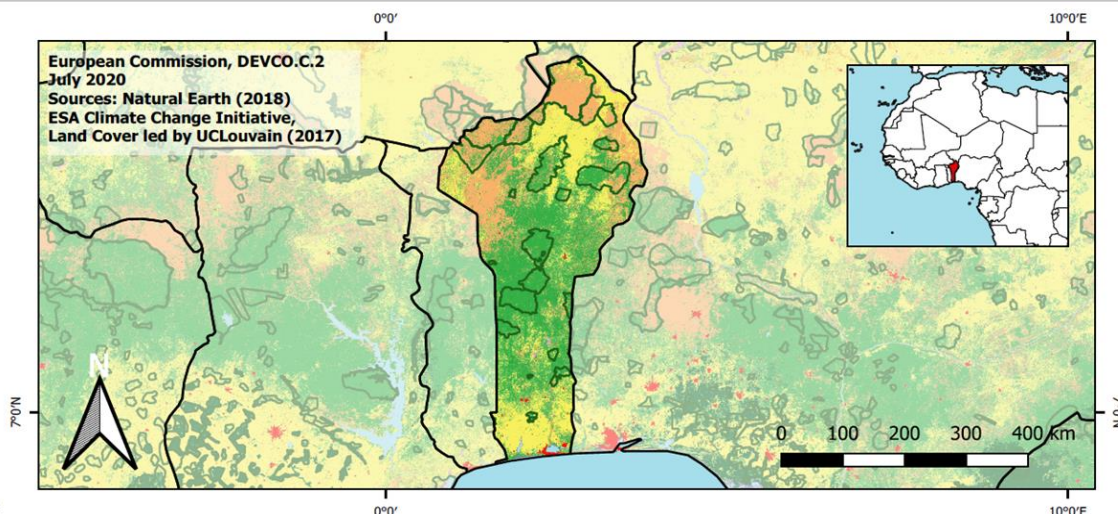 0°0′
10°0′E
European Commission, DEVCO.C.2
July 2020
Sources: Natural Earth (2018)
ESA Climate Change Initiative,
Land Cover led by UCLouvain (2017)
N
7°0′N
0 100 200 300 400 km
0°0′
10°0′E